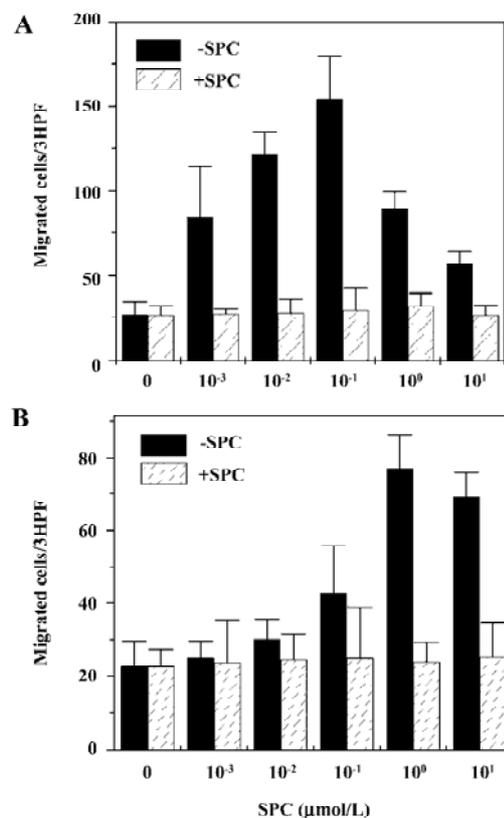 A
200
150
100
50
0
-SPC
+SPC
Migrated cells/3HPF
0 10⁻³ 10⁻² 10⁻¹ 10⁰ 10¹
B
80
60
40
20
0
-SPC
+SPC
Migrated cells/3HPF
0 10⁻³ 10⁻² 10⁻¹ 10⁰ 10¹
SPC (μmol/L)